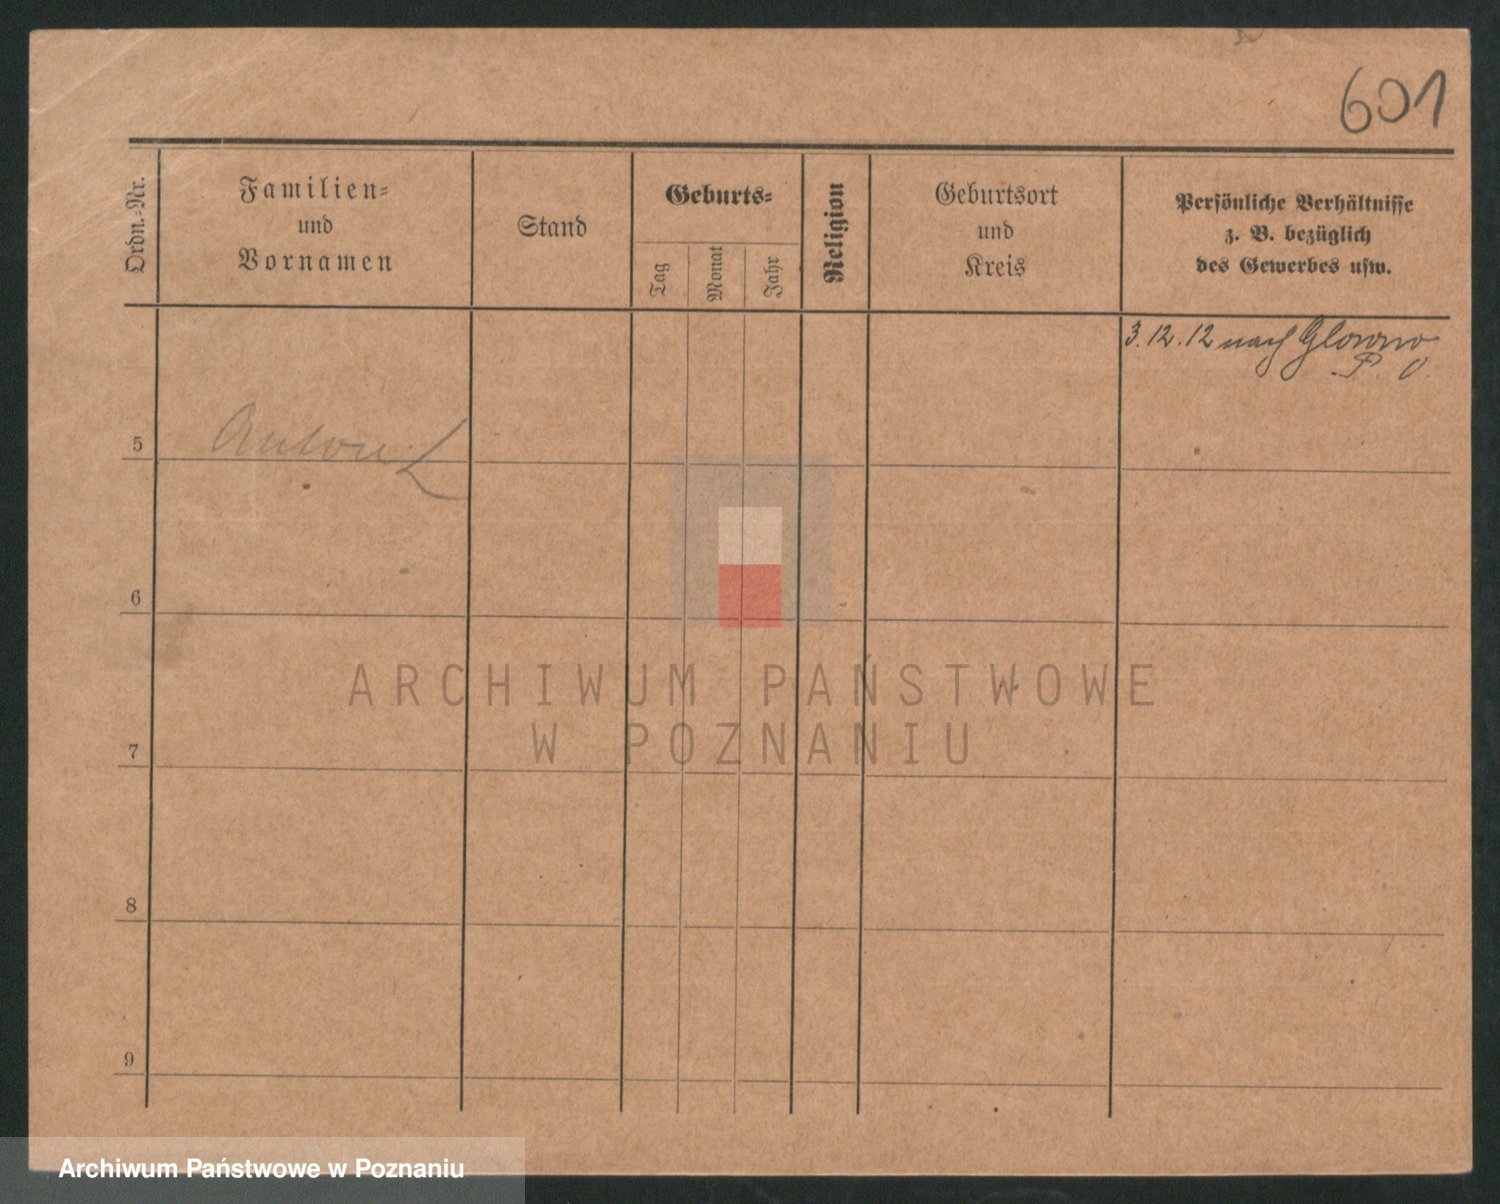 601
Ordn.-Nr.
Familien-
und
Vornamen
Stand
Geburts-
Tag
Monat
Jahr
Religion
Geburtsort
und
Kreis
Persönliche Verhältnisse
z. B. bezüglich
des Gewerbes usw.
3.12.12 nach Glowno
P. O.
5
Anton L
6
7
8
9
ARCHIWUM PAŃSTWOWE
W POZNANIU
Archiwum Państwowe w Poznaniu